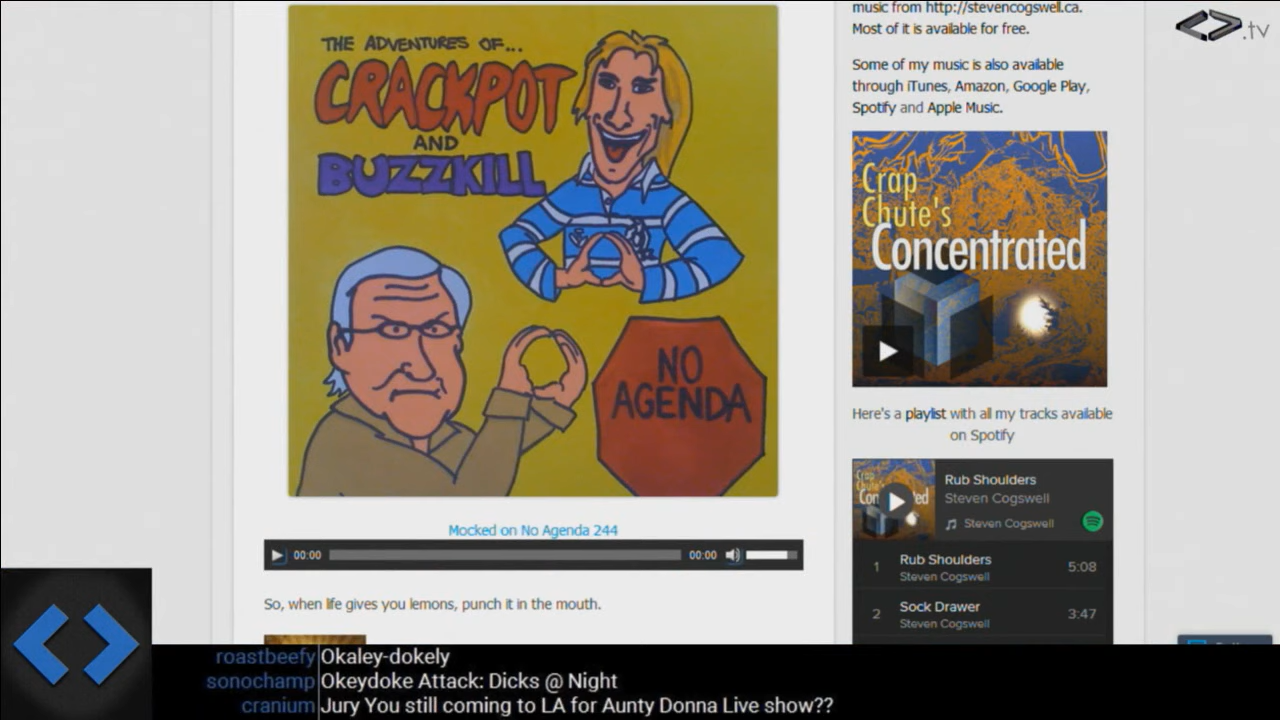 THE ADVENTURES OF...
CRACKPOT
AND
BUZZKILL
NO
AGENDA
Mocked on No Agenda 244
00:00
00:00
So, when life gives you lemons, punch it in the mouth.
music from http://stevencogswell.ca.
Most of it is available for free.
Some of my music is also available
through iTunes, Amazon, Google Play,
Spotify and Apple Music.
Crap
Chute's
Concentrated
Here's a playlist with all my tracks available
on Spotify
Rub Shoulders
Steven Cogswell
Steven Cogswell
1 Rub Shoulders 5:08
Steven Cogswell
2 Sock Drawer 3:47
Steven Cogswell
.tv
roastbeefy Okaley-dokely
sonochamp Okeydoke Attack: Dicks @ Night
cranium Jury You still coming to LA for Aunty Donna Live show??